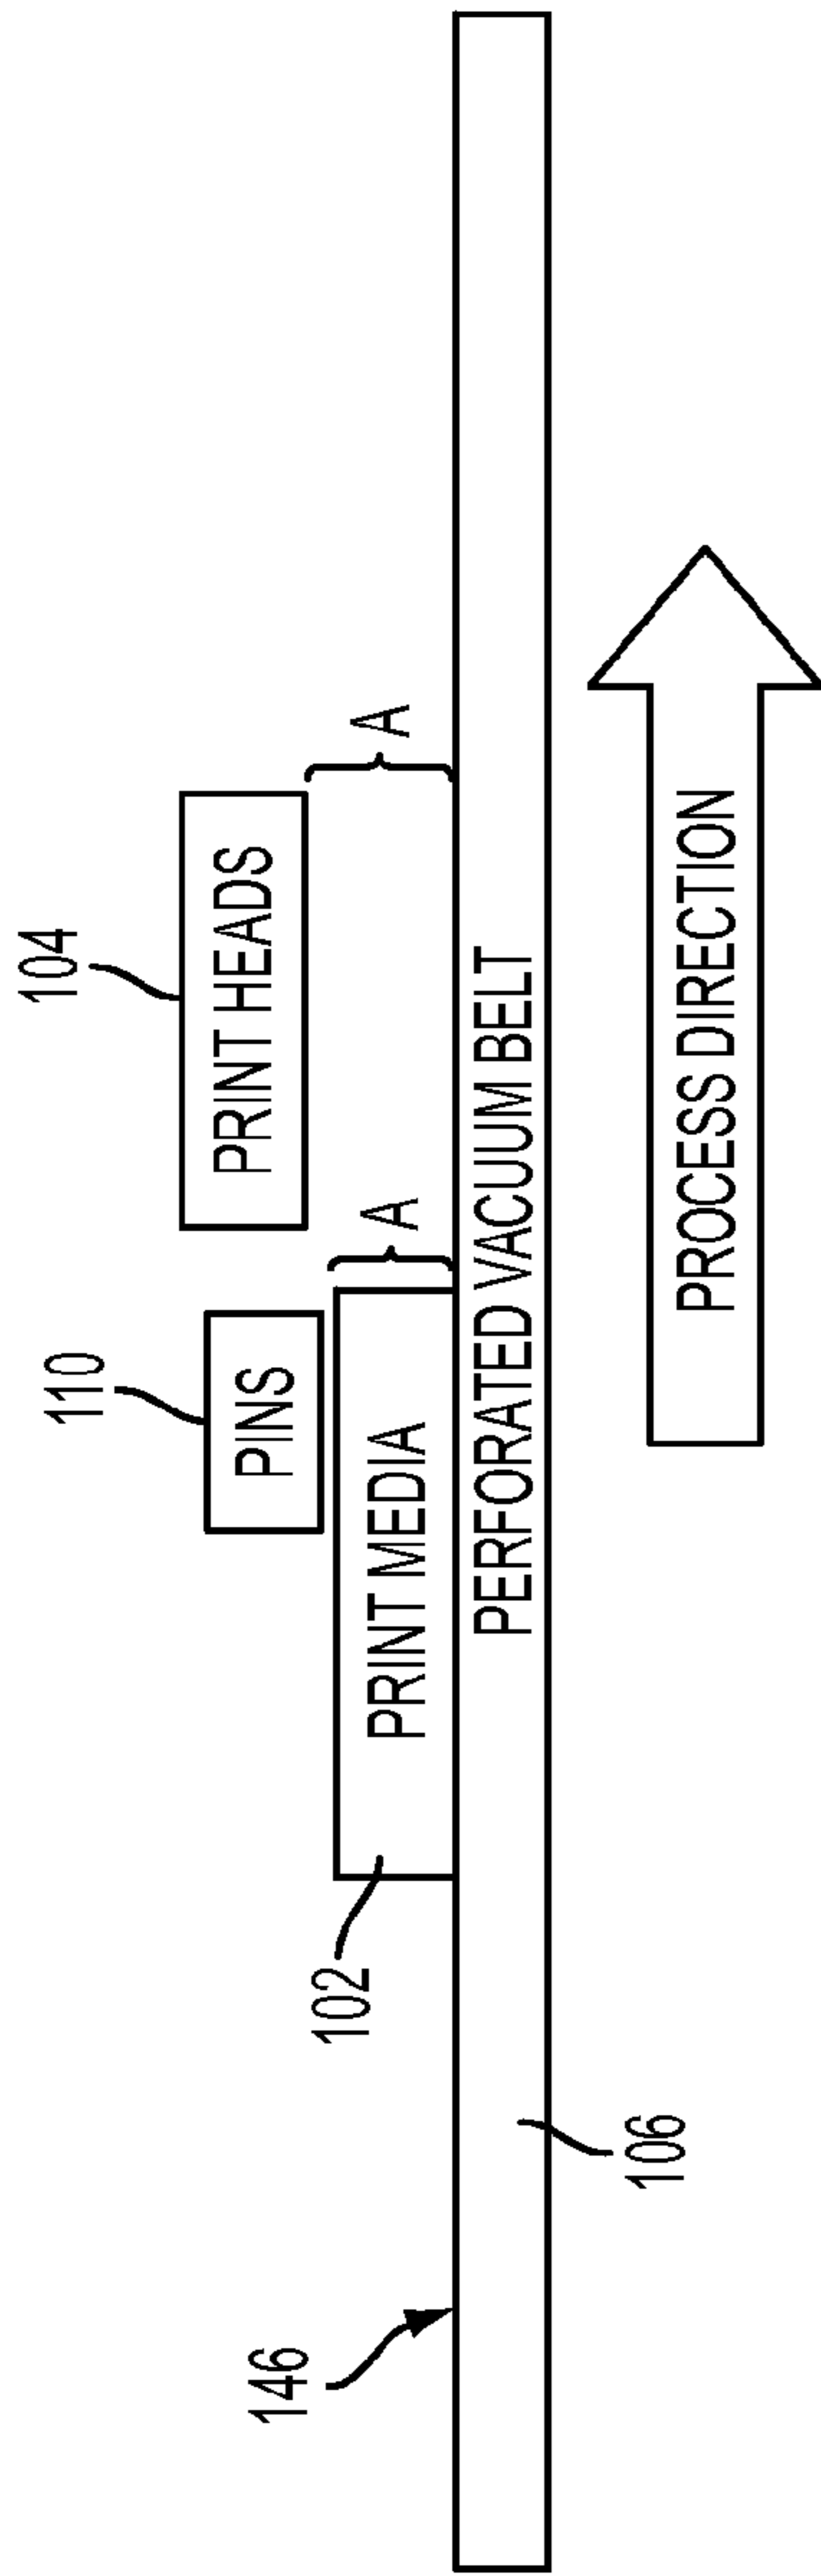 104
110
PRINT HEADS
PINS
A
A
102
PRINT MEDIA
146
PERFORATED VACUUM BELT
106
PROCESS DIRECTION